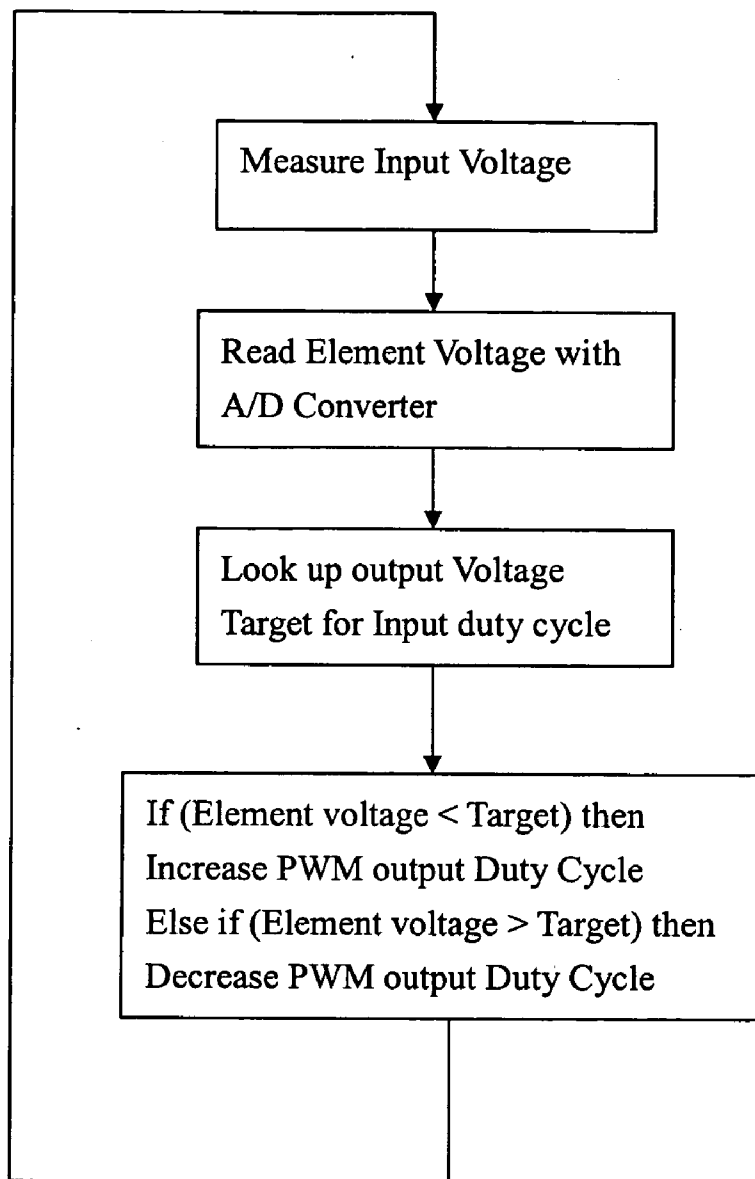 Measure Input Voltage
Read Element Voltage with
A/D Converter
Look up output Voltage
Target for Input duty cycle
If (Element voltage < Target) then
Increase PWM output Duty Cycle
Else if (Element voltage > Target) then
Decrease PWM output Duty Cycle